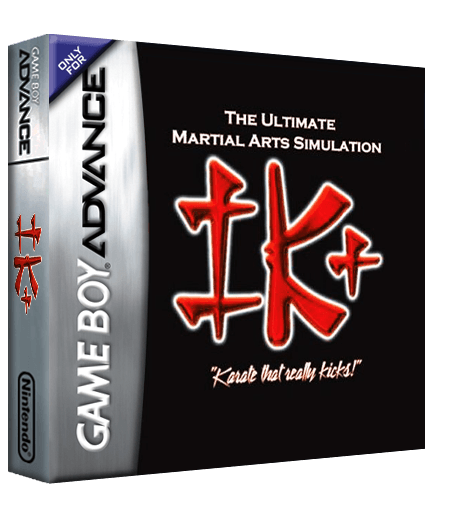 GAME BOY
ADVANCE
IK+
Nintendo
ONLY
FOR
GAME BOY ADVANCE
THE ULTIMATE
MARTIAL ARTS SIMULATION
IK+
"Karate that really kicks!"